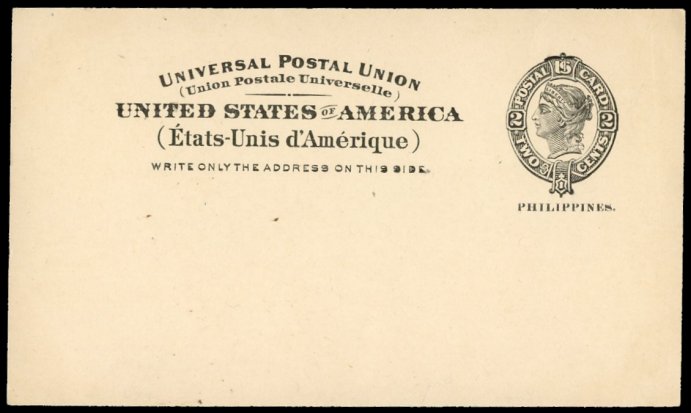 UNIVERSAL POSTAL UNION
(Union Postale Universelle)
UNITED STATES OF AMERICA
(États-Unis d'Amérique)
WRITE ONLY THE ADDRESS ON THIS SIDE.
POSTAL IS CARD
2 2
TWO CENTS
PHILIPPINES.